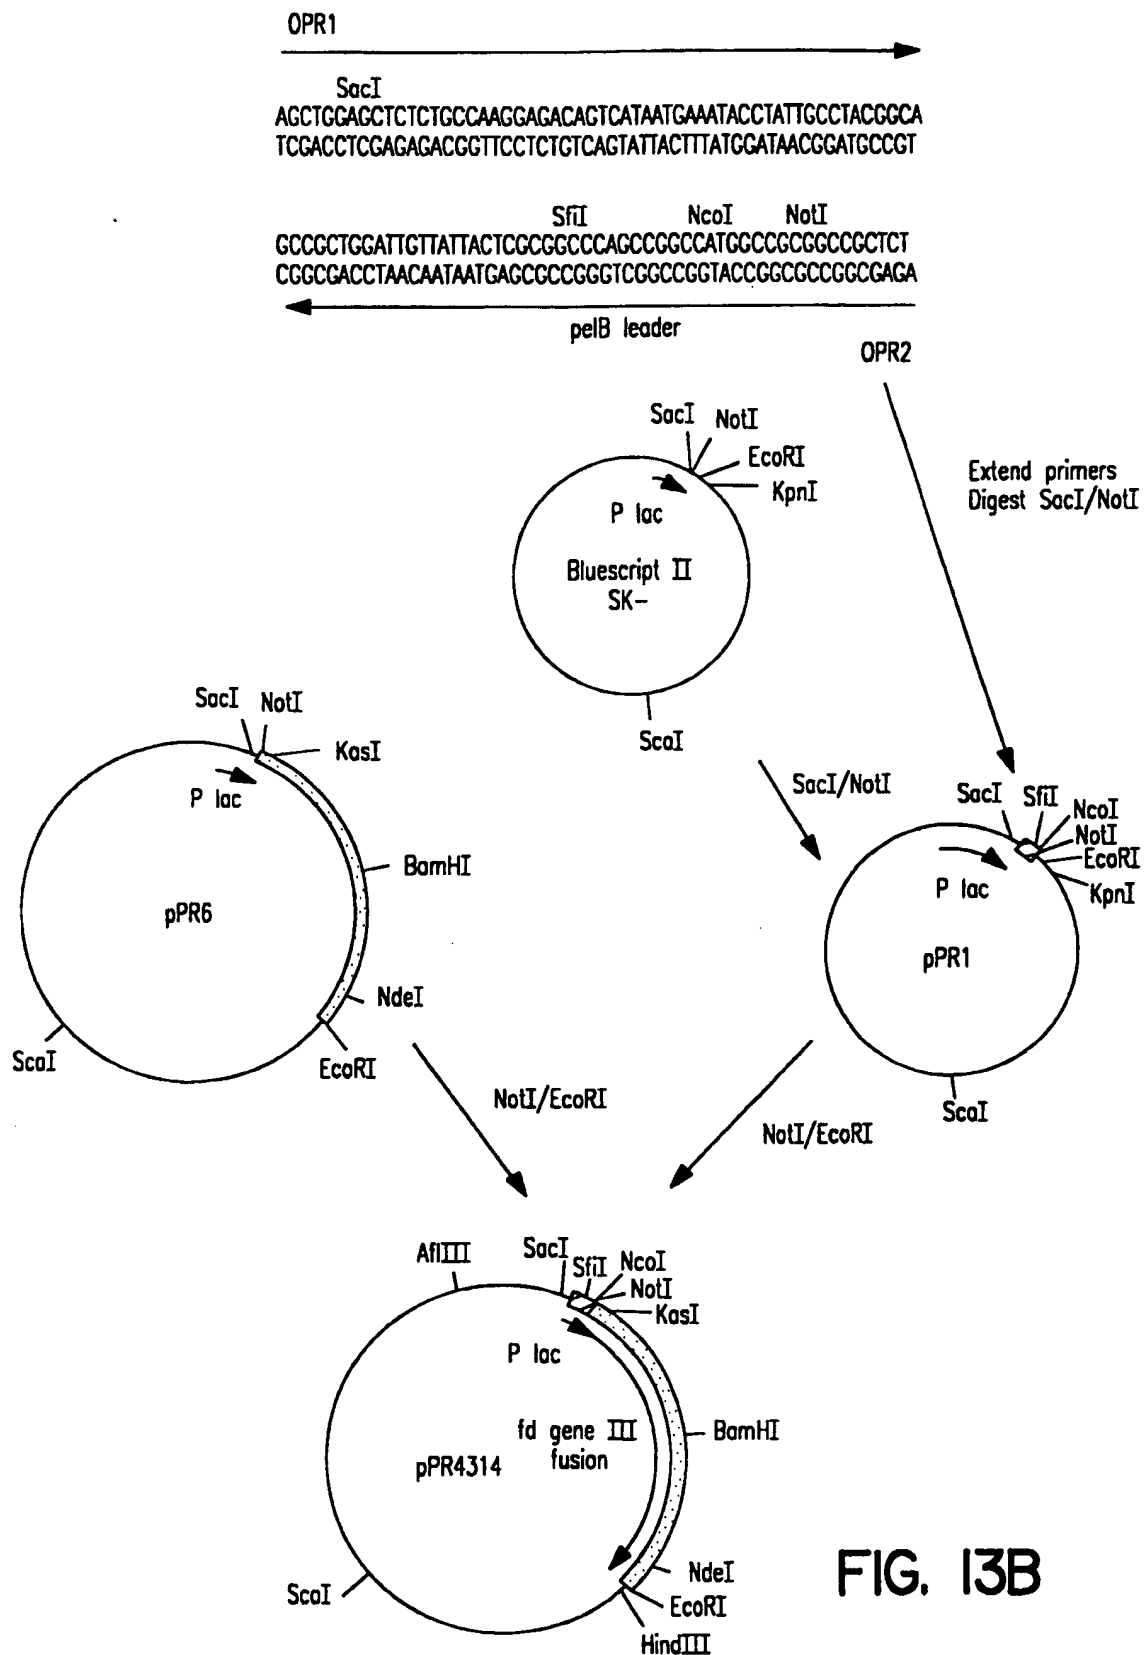 OPR1
SacI
AGCTGGAGCTCTCTGCCAAGGAGACAGTCATAATGAAATACCTATTGCCTACGGCA
TCGACCTCGAGAGACGGTTCCTCTGTCAGTATTACTTTATGGATAACGGATGCCGT
SfiI NcoI NotI
GCCGCTGGATTGTTATTACTCGCGGCCCAGCCGGCCATGGCCGCGGCCGCTCT
CGGCGACCTAACAATAATGAGCGCCGGGTCGGCCGGTACCGGCGCCGGCGAGA
pelB leader
OPR2
SacI NotI
EcoRI
KpnI
P lac
Bluescript II
SK-
ScaI
Extend primers
Digest SacI/NotI
SacI NotI
KasI
P lac
BamHI
pPR6
NdeI
EcoRI
ScaI
SacI/NotI
SacI SfiI
NcoI
NotI
EcoRI
KpnI
P lac
pPR1
ScaI
NotI/EcoRI
NotI/EcoRI
AflIII
SacI
SfiI
NcoI
NotI
KasI
P lac
fd gene III
fusion
BamHI
pPR4314
NdeI
EcoRI
HindIII
ScaI
FIG. 13B